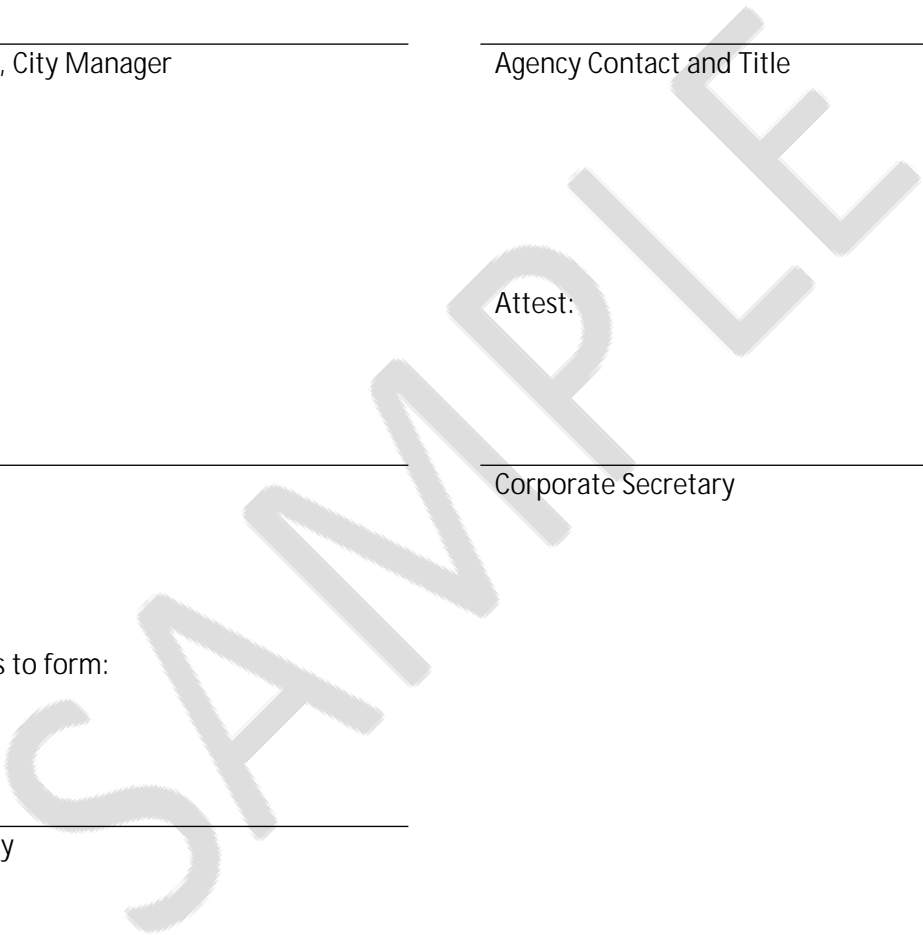 , City Manager
Agency Contact and Title
Attest:
Corporate Secretary
s to form:
y
SAMPLE